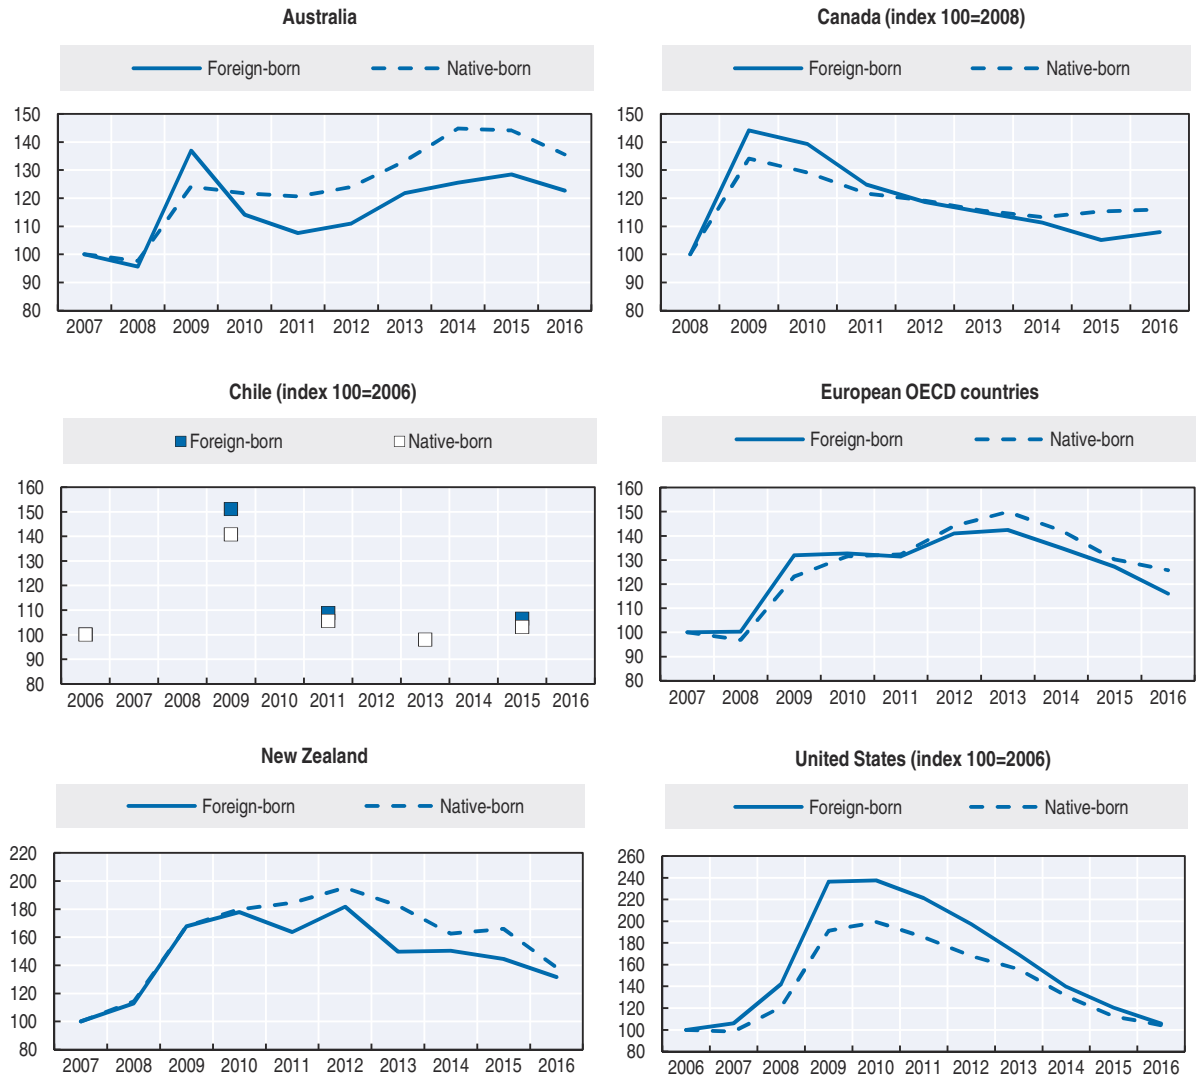 Australia
Foreign-born Native-born
150
140
130
120
110
100
90
80
2007 2008 2009 2010 2011 2012 2013 2014 2015 2016
Canada (index 100=2008)
Foreign-born Native-born
150
140
130
120
110
100
90
80
2008 2009 2010 2011 2012 2013 2014 2015 2016
Chile (index 100=2006)
Foreign-born Native-born
160
150
140
130
120
110
100
90
80
2006 2007 2008 2009 2010 2011 2012 2013 2014 2015 2016
European OECD countries
Foreign-born Native-born
160
150
140
130
120
110
100
90
80
2007 2008 2009 2010 2011 2012 2013 2014 2015 2016
New Zealand
Foreign-born Native-born
220
200
180
160
140
120
100
80
2007 2008 2009 2010 2011 2012 2013 2014 2015 2016
United States (index 100=2006)
Foreign-born Native-born
260
240
220
200
180
160
140
120
100
80
2006 2007 2008 2009 2010 2011 2012 2013 2014 2015 2016